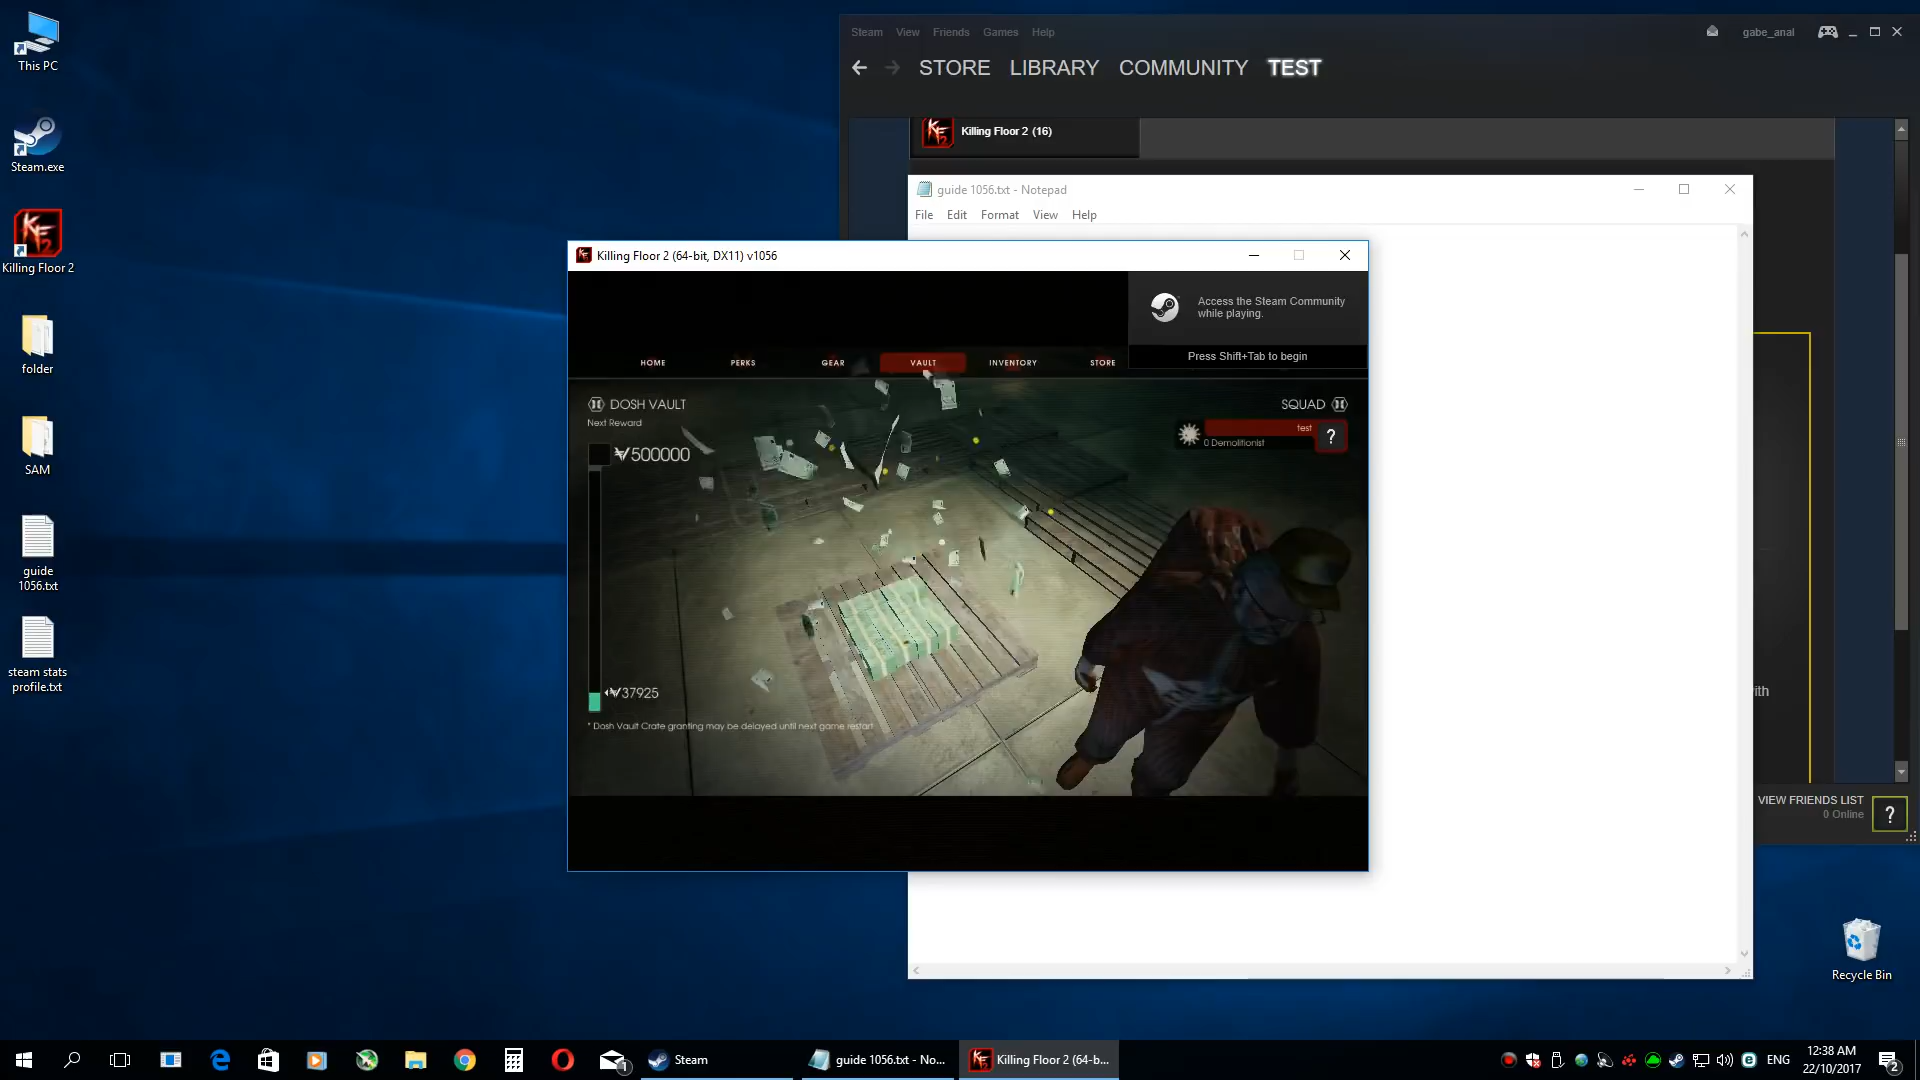 This PC
Steam.exe
Killing Floor 2
folder
SAM
guide
1056.txt
steam stats
profile.txt
Steam View Friends Games Help
gabe_anal
STORE LIBRARY COMMUNITY TEST
Killing Floor 2 (16)
guide 1056.txt - Notepad
File Edit Format View Help
Killing Floor 2 (64-bit, DX11) v1056
Access the Steam Community
while playing.
Press Shift+Tab to begin
HOME PERKS GEAR VAULT INVENTORY STORE
DOSH VAULT
Next Reward
500000
37925
* Dosh Vault Crate granting may be delayed until next game restart
SQUAD
test
0 Demolitionist
?
ith
VIEW FRIENDS LIST
0 Online
?
Recycle Bin
1
Steam
guide 1056.txt - No...
Killing Floor 2 (64-b...
ENG
12:38 AM
22/10/2017
2